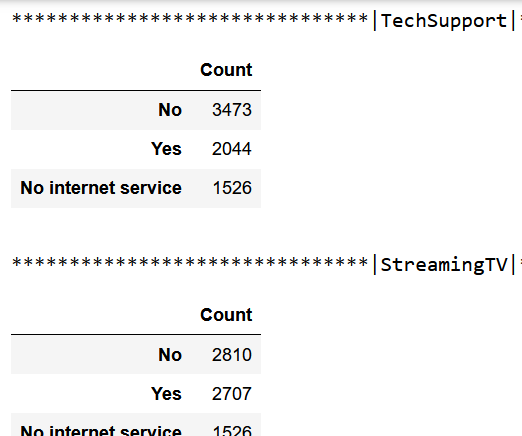 *******************************|TechSupport|*
Count
No 3473
Yes 2044
No internet service 1526
*******************************|StreamingTV|*
Count
No 2810
Yes 2707
No internet service 1526